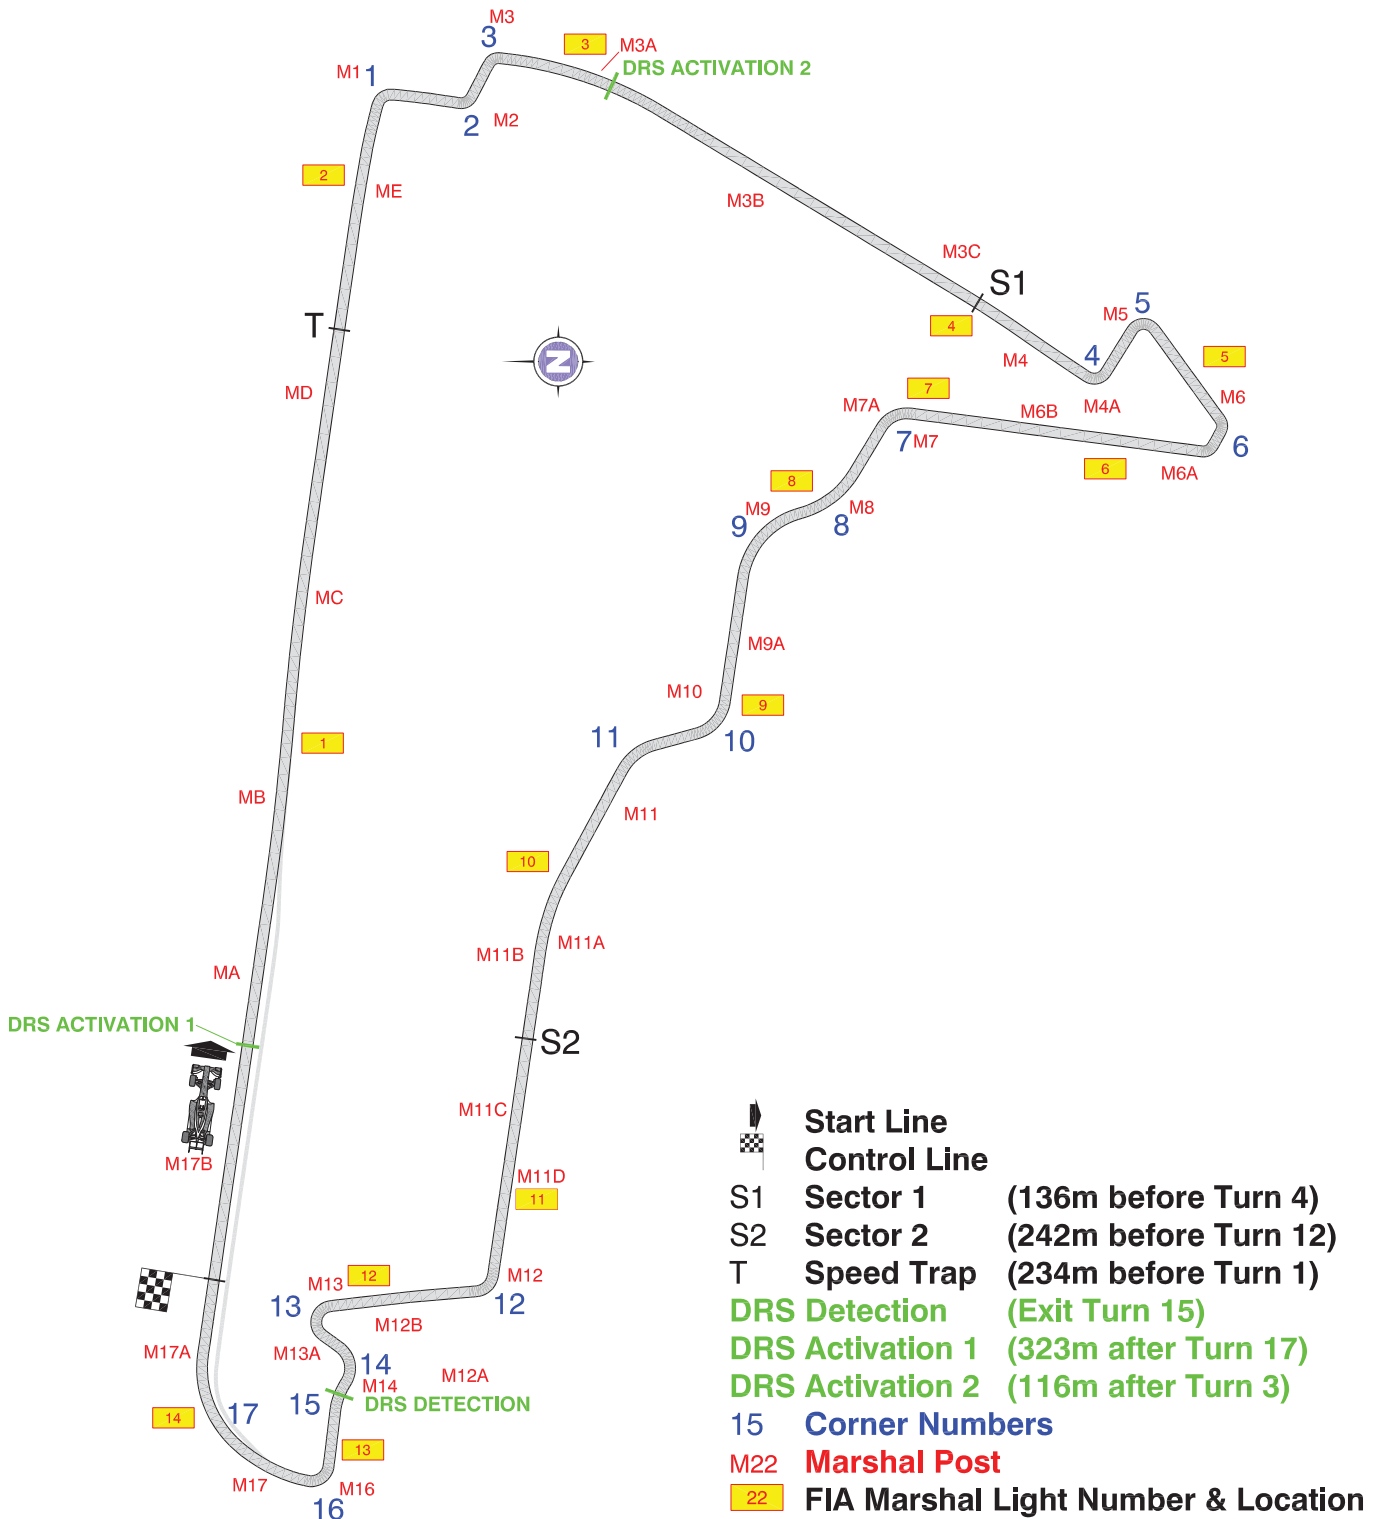 M3
3
3
M3A
DRS ACTIVATION 2
M1
1
2
M2
2
ME
M3B
M3C
S1
T
4
M4
M5
5
5
4
M4A
M6
6
7
M7A
7
M7
M6B
6
M6A
N
MD
8
M9
9
8
M8
MC
M9A
M10
9
10
11
1
MB
M11
10
M11B
M11A
MA
DRS ACTIVATION 1
S2
M11C
M17B
M11D
11
M12
12
12
M13
13
M12B
M17A
M13A
14
M14
M12A
15
DRS DETECTION
14
17
13
M17
M16
16
Start Line
Control Line
S1 Sector 1 (136m before Turn 4)
S2 Sector 2 (242m before Turn 12)
T Speed Trap (234m before Turn 1)
DRS Detection (Exit Turn 15)
DRS Activation 1 (323m after Turn 17)
DRS Activation 2 (116m after Turn 3)
15 Corner Numbers
M22 Marshal Post
22 FIA Marshal Light Number & Location